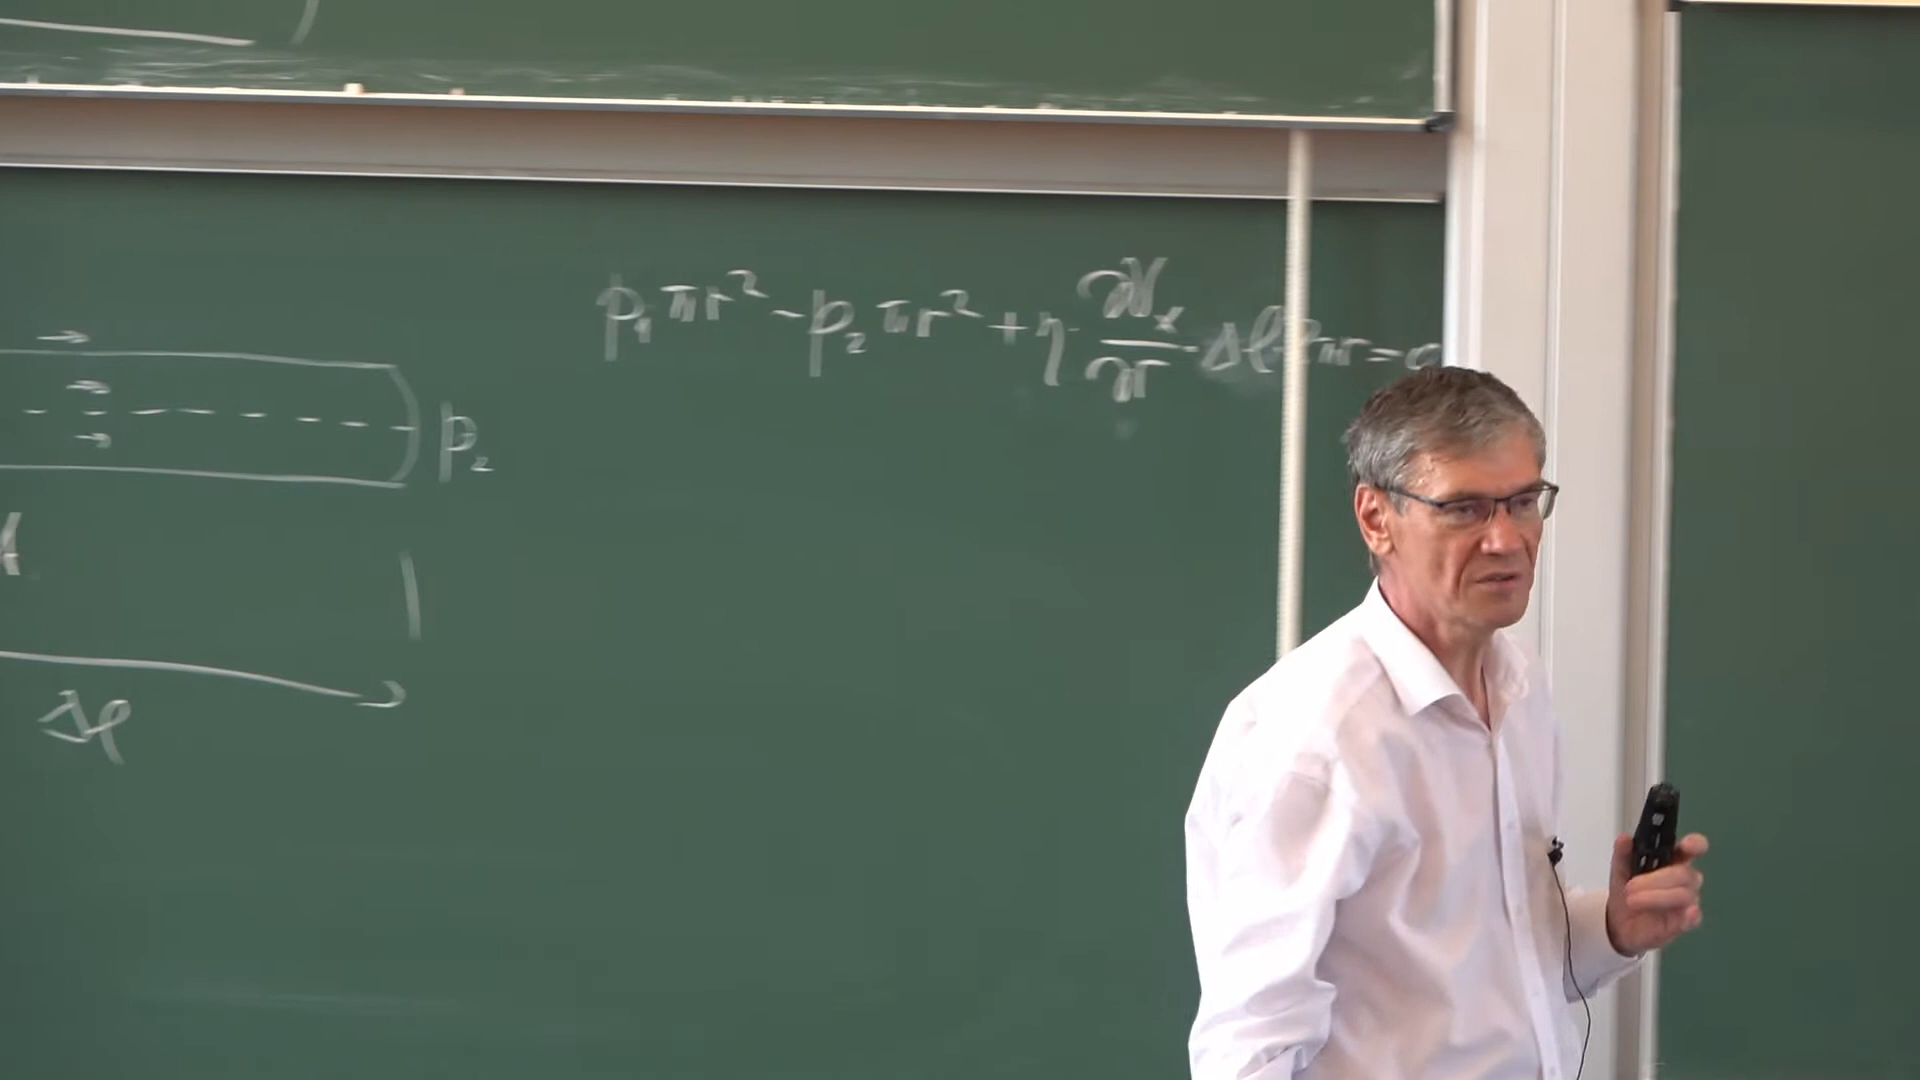 p₁πr² - p₂πr² + η · ∂v_x/∂r · Δl 2πr = 0
p₂
Δl